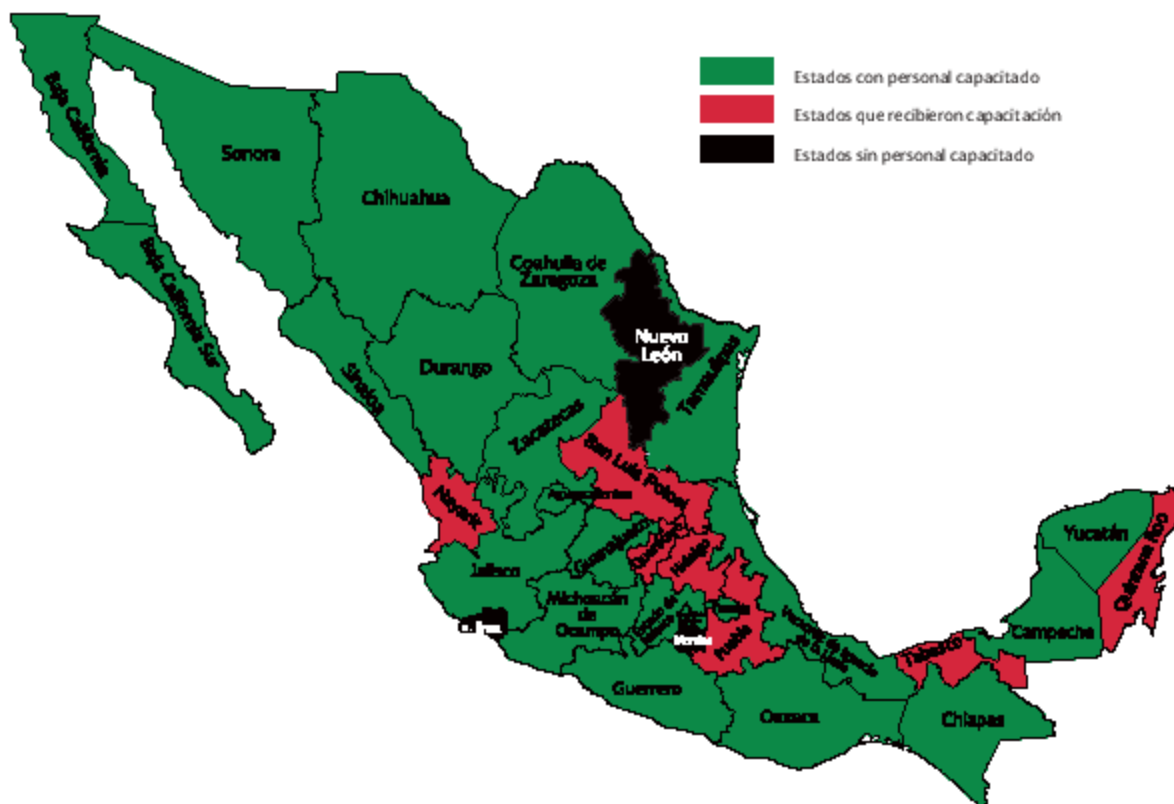 Estados con personal capacitado
Estados que recibieron capacitación
Estados sin personal capacitado
Baja California
Sonora
Chihuahua
Coahuila de
Zaragoza
Baja California Sur
Nuevo
León
Tamaulipas
Durango
Sinaloa
Zacatecas
San Luis Potosí
Nayarit
Aguascalientes
Guanajuato
Querétaro
Hidalgo
Jalisco
Michoacán
de
Ocampo
Puebla
Guerrero
Oaxaca
Tabasco
Chiapas
Campeche
Yucatán
Quintana Roo